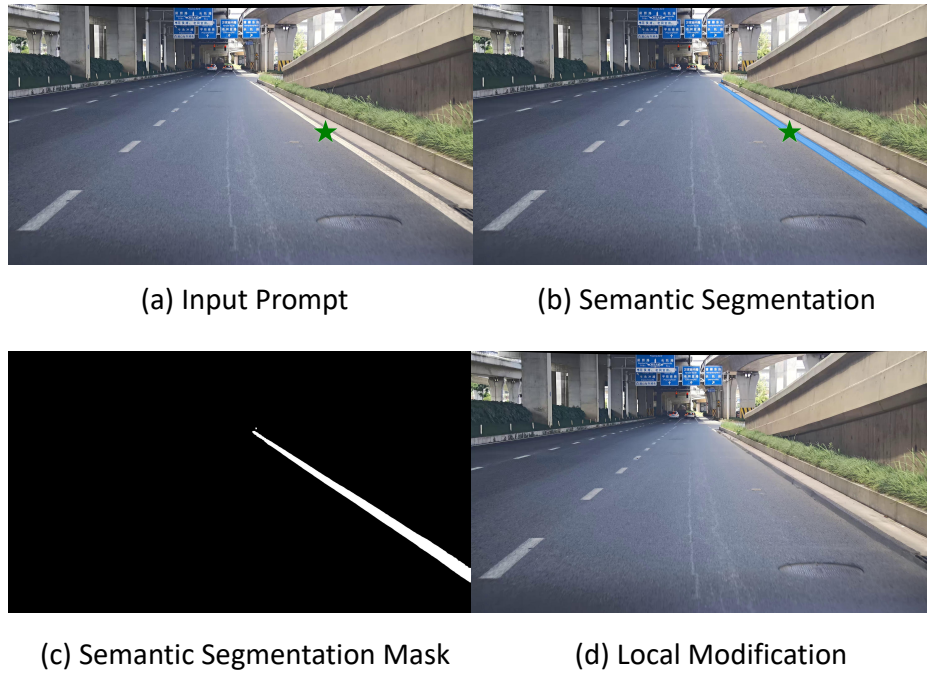 (a) Input Prompt
(b) Semantic Segmentation
(c) Semantic Segmentation Mask
(d) Local Modification